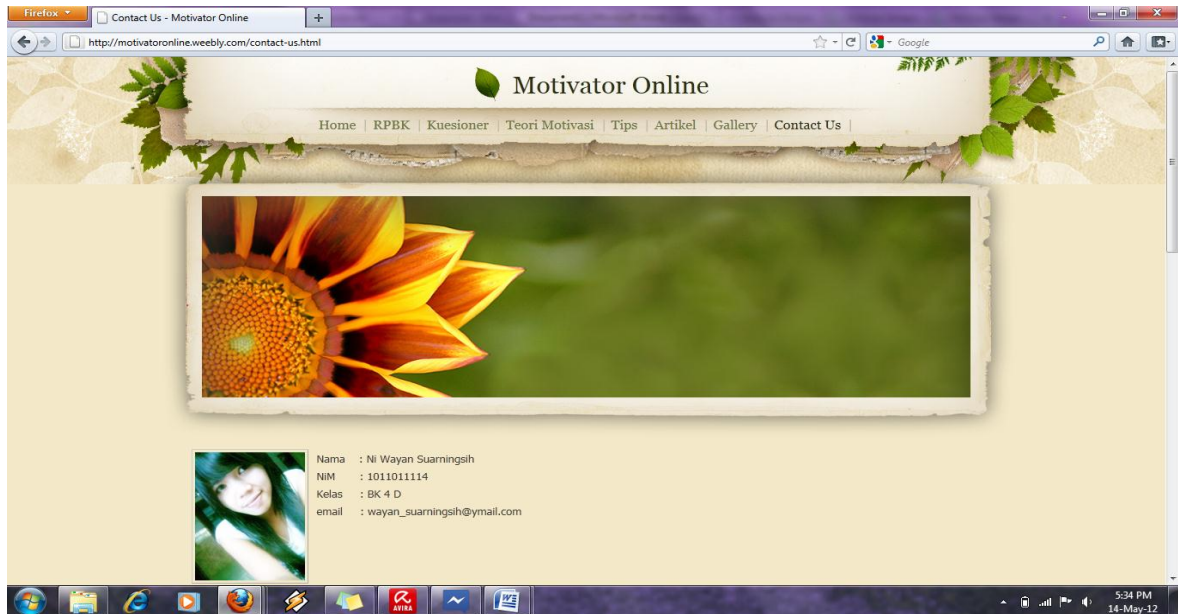 Firefox
Contact Us - Motivator Online
http://motivatoronline.weebly.com/contact-us.html
Google
Motivator Online
Home | RPBK | Kuesioner | Teori Motivasi | Tips | Artikel | Gallery | Contact Us |
Nama : Ni Wayan Suarningsih
NiM : 1011011114
Kelas : BK 4 D
email : wayan_suarningsih@ymail.com
AVIRA
5:34 PM
14-May-12